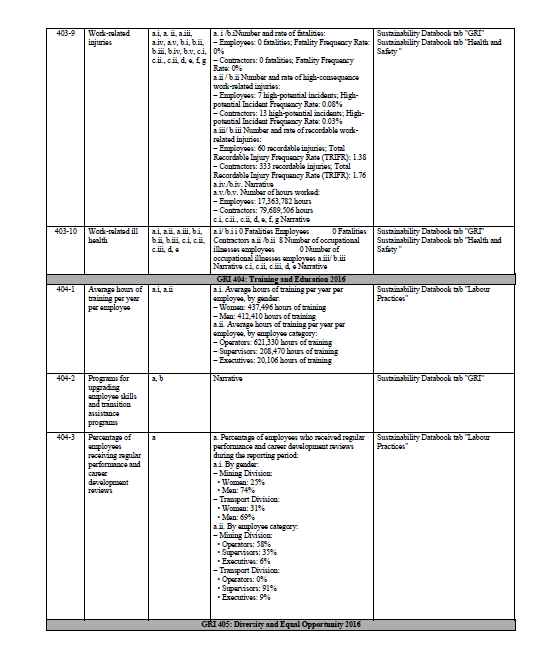 403-9
Work-related
injuries
a.i, a. ii, a.iii,
a.iv, a.v, b.i, b.ii,
b.iii, b.iv, b.v, c.i,
c.ii., c.iii, d, e, f, g
a. i /b.iNumber and rate of fatalities:
– Employees: 0 fatalities; Fatality Frequency Rate:
0%
– Contractors: 0 fatalities; Fatality Frequency
Rate: 0%
a.ii / b.ii Number and rate of high-consequence
work-related injuries:
– Employees: 7 high-potential incidents; High-
potential Incident Frequency Rate: 0.08%
– Contractors: 13 high-potential incidents; High-
potential Incident Frequency Rate: 0.03%
a.iii/ b.iii Number and rate of recordable work-
related injuries:
– Employees: 60 recordable injuries; Total
Recordable Injury Frequency Rate (TRIFR): 1.38
– Contractors: 333 recordable injuries; Total
Recordable Injury Frequency Rate (TRIFR): 1.76
a.iv./b.iv. Narrative
a.v./b.v. Number of hours worked:
– Employees: 17,363,782 hours
– Contractors: 79,689,506 hours
c.i, c.ii., c.iii, d, e, f, g Narrative
Sustainability Databook tab "GRI"
Sustainability Databook tab "Health and
Safety "
403-10
Work-related ill
health
a.i, a.ii, a.iii, b.i,
b.ii, b.iii, c.i, c.ii,
c.iii, d, e
a.i/ b.i i 0 Fatalities Employees 0 Fatalities
Contractors a.ii /b.ii 8 Number of occupational
illnesses employees 0 Number of
occupational illnesses employees a.iii/ b.iii
Narrative c.i, c.ii, c.iii, d, e Narrative
Sustainability Databook tab "GRI"
Sustainability Databook tab "Health and
Safety "
GRI 404: Training and Education 2016
404-1
Average hours of
training per year
per employee
a.i, a.ii
a.i. Average hours of training per year per
employee, by gender:
– Women: 437,496 hours of training
– Men: 412,410 hours of training
a.ii. Average hours of training per year per
employee, by employee category:
– Operators: 621,330 hours of training
– Supervisors: 208,470 hours of training
– Executives: 20,106 hours of training
Sustainability Databook tab "Labour
Practices"
404-2
Programs for
upgrading
employee skills
and transition
assistance
programs
a, b
Narrative
Sustainability Databook tab "GRI"
404-3
Percentage of
employees
receiving regular
performance and
career
development
reviews
a
a. Percentage of employees who received regular
performance and career development reviews
during the reporting period:
a.i. By gender:
– Mining Division:
• Women: 25%
• Men: 74%
– Transport Division:
• Women: 31%
• Men: 69%
a.ii. By employee category:
– Mining Division:
• Operators: 58%
• Supervisors: 35%
• Executives: 6%
– Transport Division:
• Operators: 0%
• Supervisors: 91%
• Executives: 9%
Sustainability Databook tab "Labour
Practices"
GRI 405: Diversity and Equal Opportunity 2016